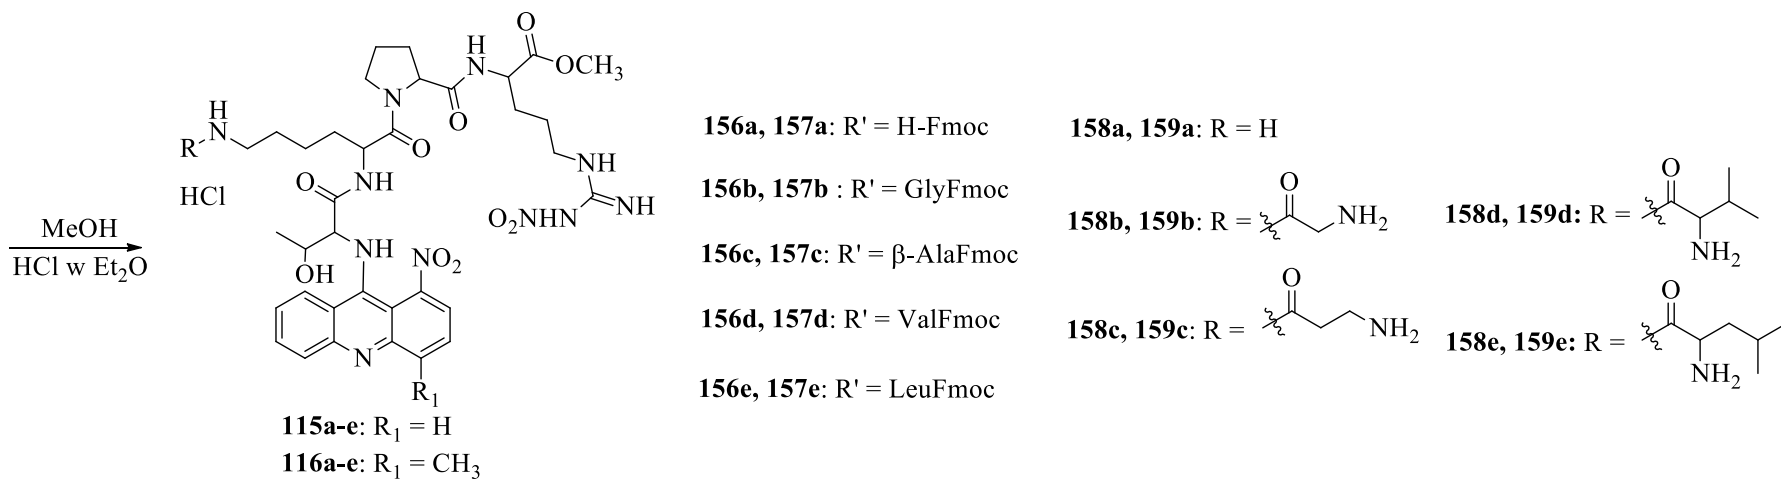 MeOH
HCl w Et₂O
O
H
N
OCH₃
N
O
H
N
R
O
NH
HCl
O
NH
O₂NHN
NH
NH
NH
OH
NO₂
N
R₁
115a-e: R₁ = H
116a-e: R₁ = CH₃
156a, 157a: R' = H-Fmoc
156b, 157b : R' = GlyFmoc
156c, 157c: R' = β-AlaFmoc
156d, 157d: R' = ValFmoc
156e, 157e: R' = LeuFmoc
158a, 159a: R = H
158b, 159b: R =
O
NH₂
158c, 159c: R =
O
NH₂
158d, 159d: R =
O
NH₂
158e, 159e: R =
O
NH₂